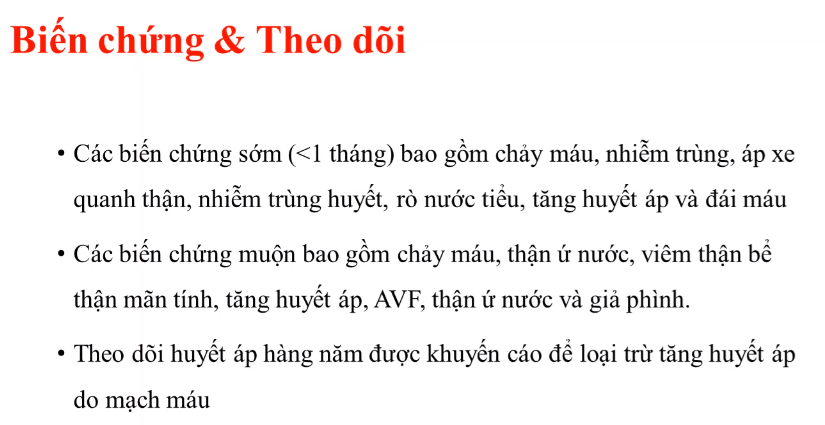 Biến chứng & Theo dõi
• Các biến chứng sớm (<1 tháng) bao gồm chảy máu, nhiễm trùng, áp xe
quanh thận, nhiễm trùng huyết, rò nước tiểu, tăng huyết áp và đái máu
• Các biến chứng muộn bao gồm chảy máu, thận ứ nước, viêm thận bể
thận mãn tính, tăng huyết áp, AVF, thận ứ nước và giả phình.
• Theo dõi huyết áp hàng năm được khuyến cáo để loại trừ tăng huyết áp
do mạch máu